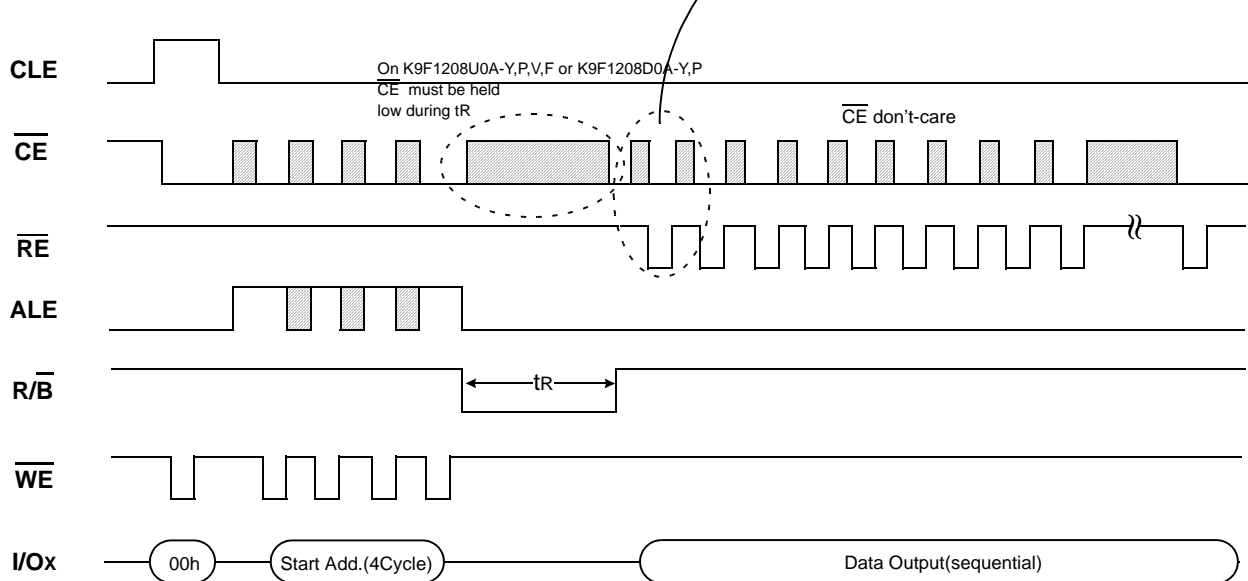 CLE
On K9F1208U0A-Y,P,V,F or K9F1208D0A-Y,P
CE must be held
low during tR
CE don't-care
CE
RE
ALE
R/B
tR
WE
I/Ox
00h
Start Add.(4Cycle)
Data Output(sequential)